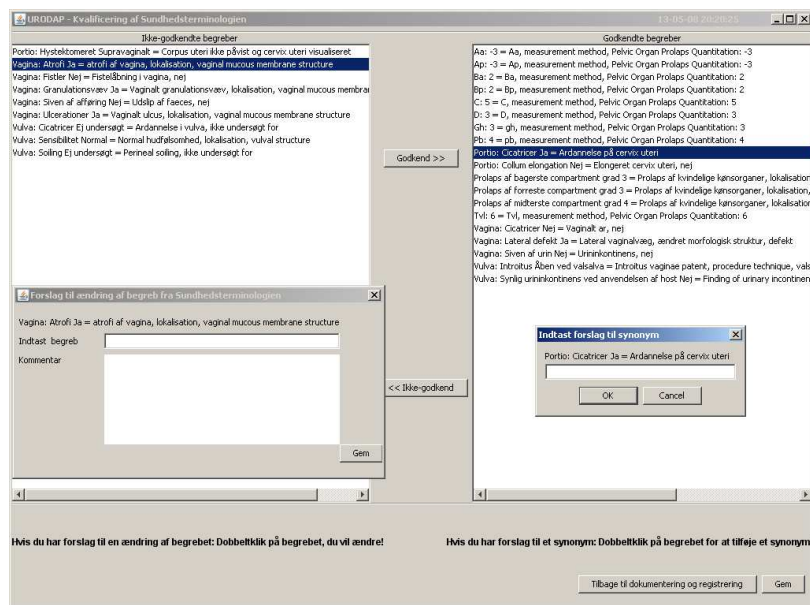 URODAP - Kvalificering af Sundhedsterminologien
13-05-08 20:20:25
Ikke-godkendte begreber
Portio: Hystektomeret Supravaginalt = Corpus uteri ikke påvist og cervix uteri visualiseret
Vagina: Atrofi Ja = atrofi af vagina, lokalisation, vaginal mucous membrane structure
Vagina: Fistler Nej = Fistelåbning i vagina, nej
Vagina: Granulationsvæv Ja = Vaginalt granulationsvæv, lokalisation, vaginal mucous membra
Vagina: Siven af afføring Nej = Udslip af faeces, nej
Vagina: Ulcerationer Ja = Vaginalt ulcus, lokalisation, vaginal mucous membrane structure
Vulva: Cicatricer Ej undersøgt = Ardannelse i vulva, ikke undersøgt for
Vulva: Sensibilitet Normal = Normal hudfølsomhed, lokalisation, vulval structure
Vulva: Soiling Ej undersøgt = Perineal soiling, ikke undersøgt for
Godkend >>
<< Ikke-godkend
Godkendte begreber
Aa: -3 = Aa, measurement method, Pelvic Organ Prolaps Quantitation: -3
Ap: -3 = Ap, measurement method, Pelvic Organ Prolaps Quantitation: -3
Ba: 2 = Ba, measurement method, Pelvic Organ Prolaps Quantitation: 2
Bp: 2 = Bp, measurement method, Pelvic Organ Prolaps Quantitation: 2
C: 5 = C, measurement method, Pelvic Organ Prolaps Quantitation: 5
D: 3 = D, measurement method, Pelvic Organ Prolaps Quantitation: 3
Gh: 3 = gh, measurement method, Pelvic Organ Prolaps Quantitation: 3
Pb: 4 = pb, measurement method, Pelvic Organ Prolaps Quantitation: 4
Portio: Cicatricer Ja = Ardannelse på cervix uteri
Portio: Collum elongation Nej = Elongeret cervix uteri, nej
Prolaps af bagerste compartment grad 3 = Prolaps af kvindelige kønsorganer, lokalisation
Prolaps af forreste compartment grad 3 = Prolaps af kvindelige kønsorganer, lokalisation,
Prolaps af midterste compartment grad 4 = Prolaps af kvindelige kønsorganer, lokalisation
Tvl: 6 = Tvl, measurement method, Pelvic Organ Prolaps Quantitation: 6
Vagina: Cicatricer Nej = Vaginalt ar, nej
Vagina: Lateral defekt Ja = Lateral vaginalvæg, ændret morfologisk struktur, defekt
Vagina: Siven af urin Nej = Urininkontinens, nej
Vulva: Introitus Åben ved valsalva = Introitus vaginae patent, procedure technique, vals
Vulva: Synlig urininkontinens ved anvendelsen af host Nej = Finding of urinary incontinen
Forslag til ændring af begreb fra Sundhedsterminologien
Vagina: Atrofi Ja = atrofi af vagina, lokalisation, vaginal mucous membrane structure
Indtast begreb
Kommentar
Gem
Indtast forslag til synonym
Portio: Cicatricer Ja = Ardannelse på cervix uteri
OK
Cancel
Hvis du har forslag til en ændring af begrebet: Dobbeltklik på begrebet, du vil ændre!
Hvis du har forslag til et synonym: Dobbeltklik på begrebet for at tilføje et synonym
Tilbage til dokumentering og registrering
Gem